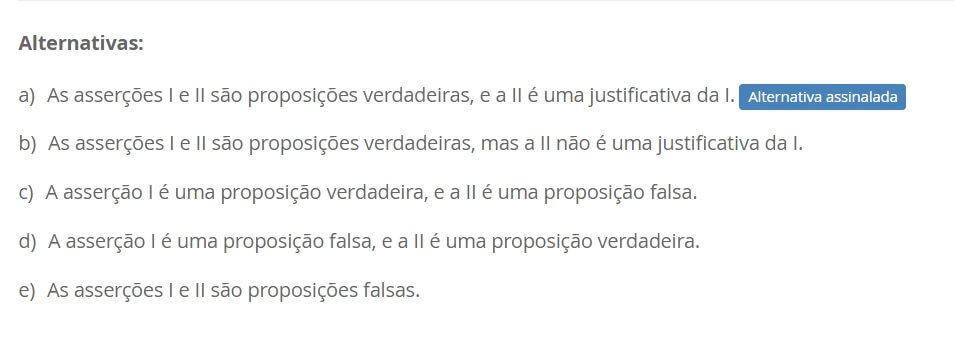 Alternativas:
a) As asserções I e II são proposições verdadeiras, e a II é uma justificativa da I. Alternativa assinalada
b) As asserções I e II são proposições verdadeiras, mas a II não é uma justificativa da I.
c) A asserção I é uma proposição verdadeira, e a II é uma proposição falsa.
d) A asserção I é uma proposição falsa, e a II é uma proposição verdadeira.
e) As asserções I e II são proposições falsas.